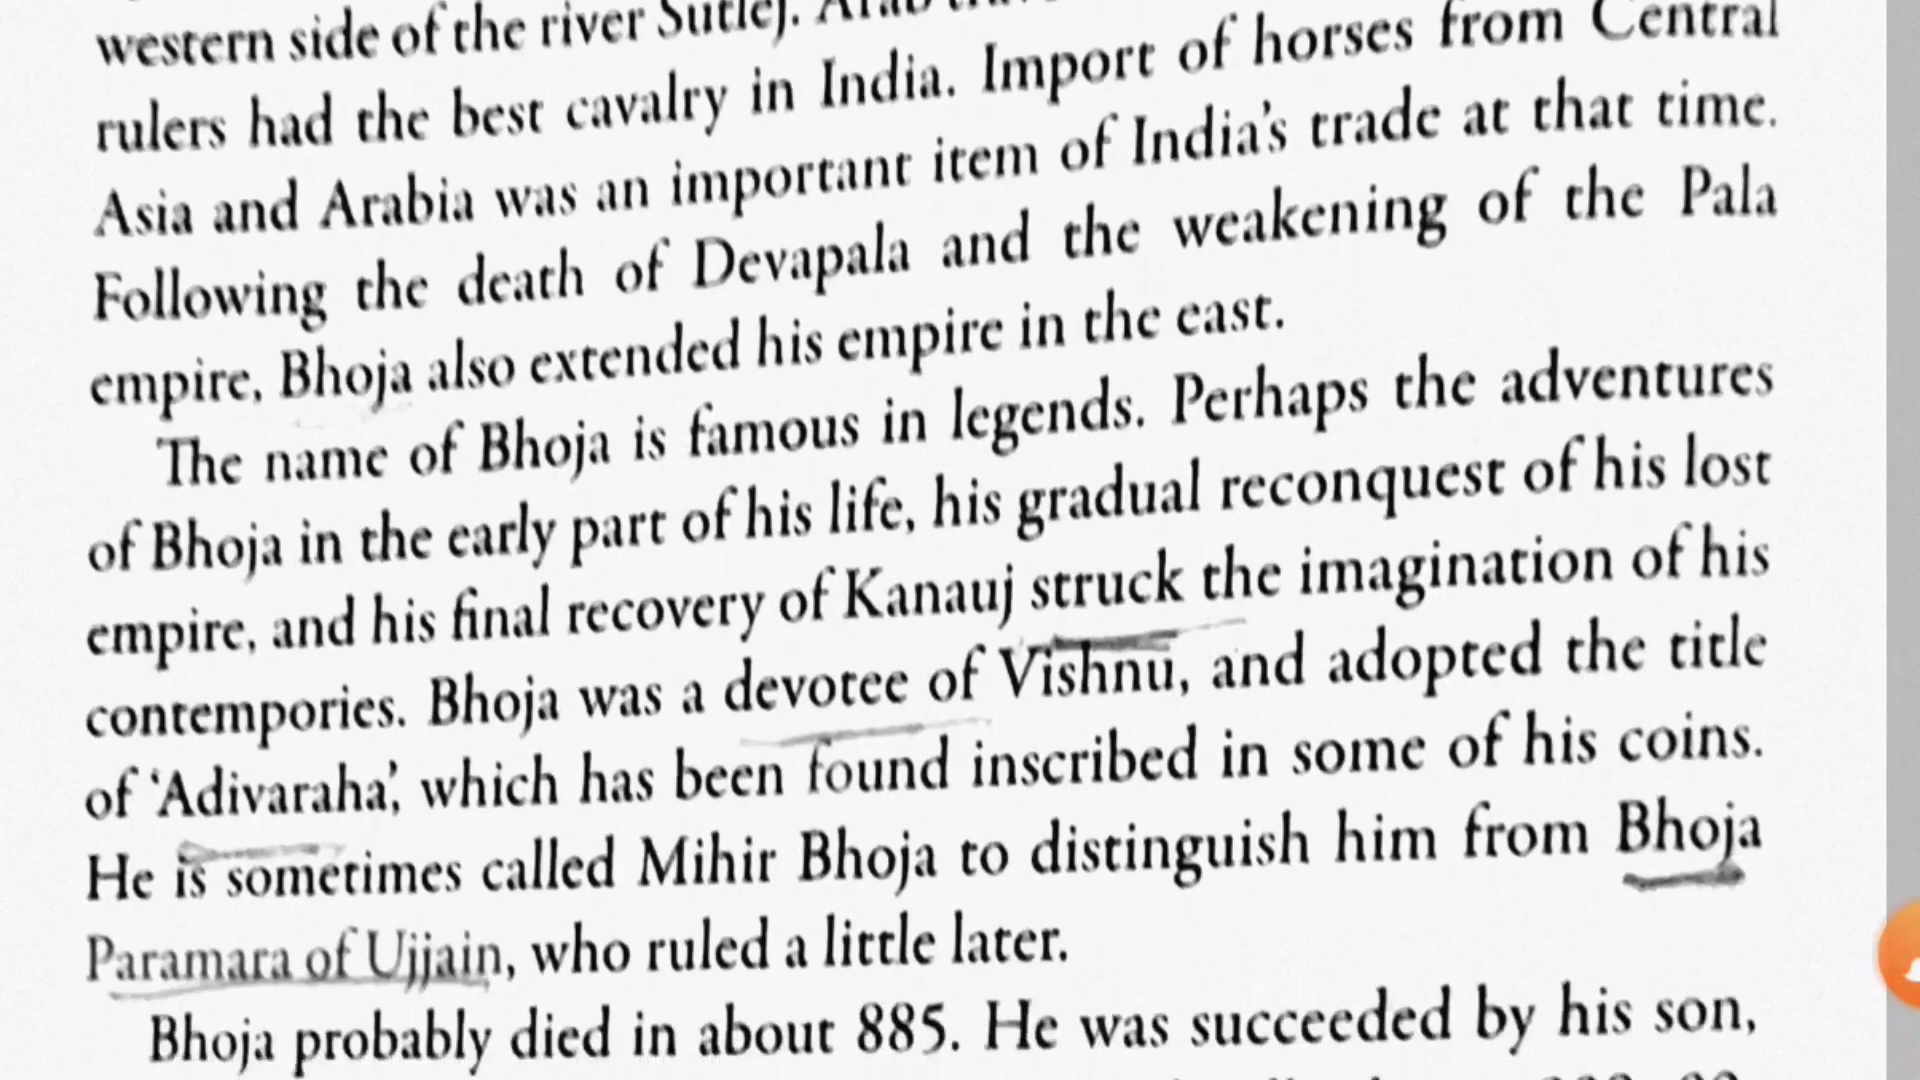 western side of the river Sutlej. Arab
rulers had the best cavalry in India. Import of horses from Central
Asia and Arabia was an important item of India's trade at that time.
Following the death of Devapala and the weakening of the Pala
empire, Bhoja also extended his empire in the east.
The name of Bhoja is famous in legends. Perhaps the adventures
of Bhoja in the early part of his life, his gradual reconquest of his lost
empire, and his final recovery of Kanauj struck the imagination of his
contempories. Bhoja was a devotee of Vishnu, and adopted the title
of ‘Adivaraha’, which has been found inscribed in some of his coins.
He is sometimes called Mihir Bhoja to distinguish him from Bhoja
Paramara of Ujjain, who ruled a little later.
Bhoja probably died in about 885. He was succeeded by his son,